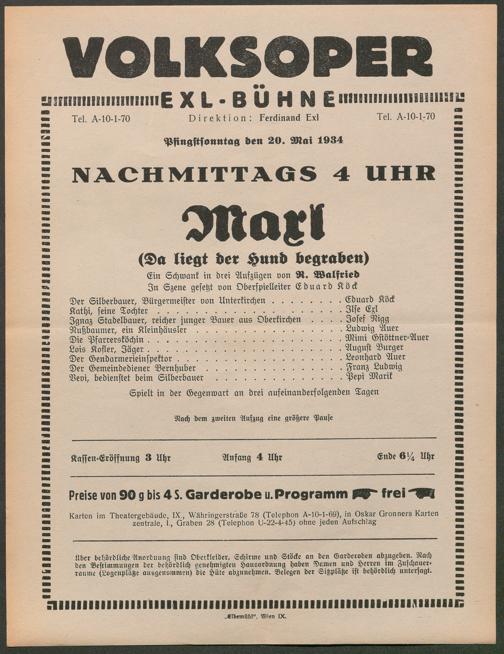 VOLKSOPER
EXL-BÜHNE
Tel. A-10-1-70 Direktion: Ferdinand Exl Tel. A-10-1-70
Pfingstsonntag den 20. Mai 1934
NACHMITTAGS 4 UHR
Maxl
(Da liegt der Hund begraben)
Ein Schwank in drei Aufzügen von R. Walfried
In Szene gesetzt von Oberspielleiter Eduard Köck
Der Silberbauer, Bürgermeister von Unterkirchen . . . . . . . . Eduard Köck
Kathi, seine Tochter . . . . . . . . Ilse Exl
Ignaz Stadelbauer, reicher junger Bauer aus Oberkirchen . . . . Josef Rigg
Nußbaumer, ein Kleinhäusler . . . . . . . . Ludwig Auer
Die Pfarrersköchin . . . . . . . . Mimi Gstöttner-Auer
Lois Kofler, Jäger . . . . . . . . August Burger
Der Gendarmerieinspektor . . . . . . . . Leonhard Auer
Der Gemeindediener Bernhuber . . . . . . . . Franz Ludwig
Vevi, bedienstet beim Silberbauer . . . . . . . . Pepi Marik
Spielt in der Gegenwart an drei aufeinanderfolgenden Tagen
Nach dem zweiten Aufzug eine größere Pause
Kassen-Eröffnung 3 Uhr Anfang 4 Uhr Ende 6¼ Uhr
Preise von 90 g bis 4 S. Garderobe u. Programm frei
Karten im Theatergebäude, IX., Währingerstraße 78 (Telephon A-10-1-69), in Oskar Gronners Karten
zentrale, I., Graben 28 (Telephon U-22-4-45) ohne jeden Aufschlag
Über behördliche Anordnung sind Oberkleider, Schirme und Stöcke an den Garderoben abzugeben. Nach
den Bestimmungen der behördlich genehmigten Hausordnung haben Damen und Herren im Zuschauer-
raume (Logenplätze ausgenommen) die Hüte abzunehmen. Belegen der Sitzplätze ist behördlich untersagt.
„Elbemühl", Wien IX.